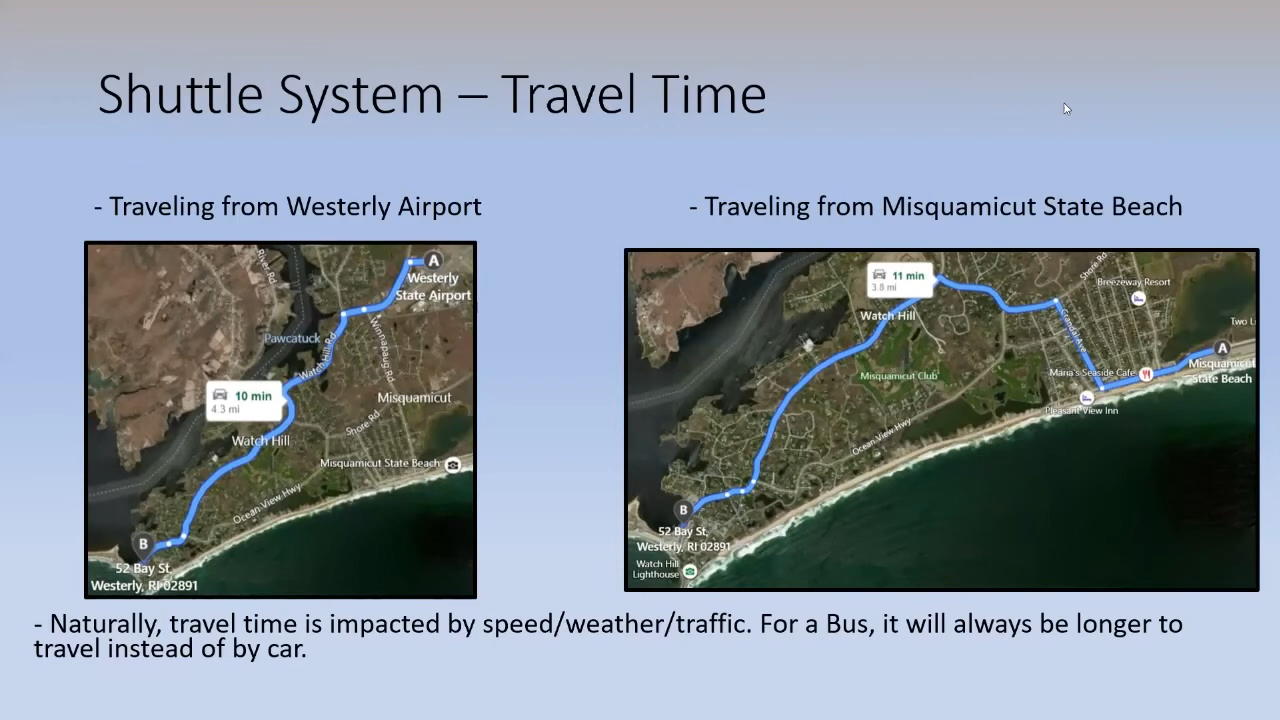 Shuttle System – Travel Time
- Traveling from Westerly Airport
- Traveling from Misquamicut State Beach
River Rd
A
Westerly
State Airport
Pawcatuck
Watch Hill Rd
Winnapaug Rd
10 min
4.3 mi
Misquamicut
Shore Rd
Watch Hill
Misquamicut State Beach
Ocean View Hwy
B
52 Bay St,
Westerly, RI 02891
11 min
3.8 mi
Shore Rd
Breezeway Resort
Watch Hill
Crandall Ave
Two Li
A
Misquamicut
State Beach
Misquamicut Club
Maria's Seaside Cafe
Pleasant View Inn
Ocean View Hwy
B
52 Bay St,
Westerly, RI 02891
Watch Hill
Lighthouse
- Naturally, travel time is impacted by speed/weather/traffic. For a Bus, it will always be longer to
travel instead of by car.